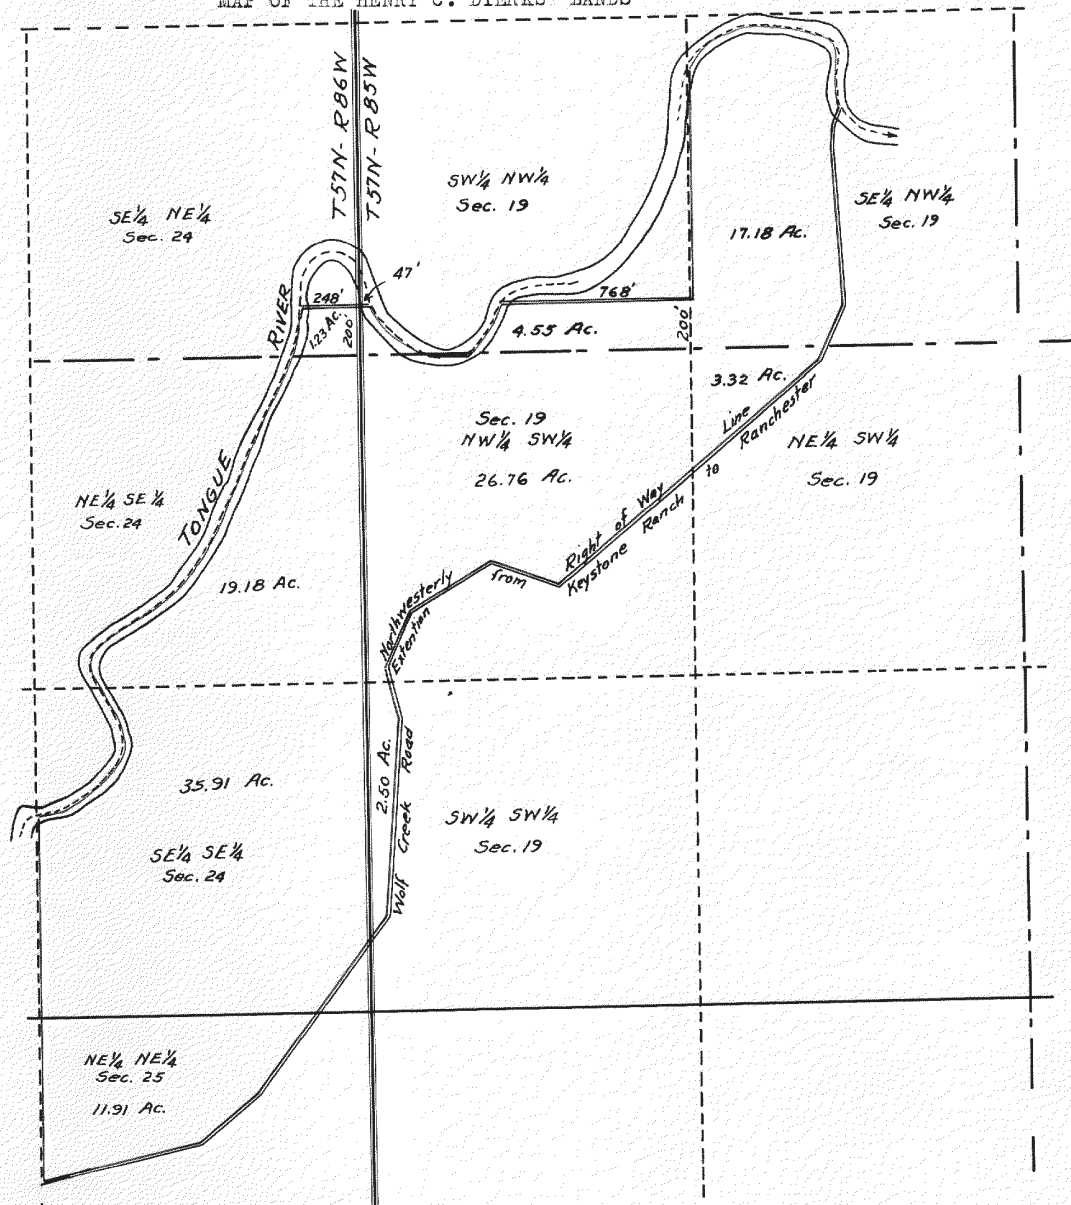 MAP OF THE HENRY C. DIERKS LANDS
T57N - R86W
T57N - R85W
SW¼ NW¼
Sec. 19
SE¼ NE¼
Sec. 24
SE¼ NW¼
Sec. 19
17.18 Ac.
47'
248'
1.23 Ac.
200'
768'
4.55 Ac.
200'
TONGUE RIVER
3.32 Ac.
Sec. 19
NW¼ SW¼
26.76 Ac.
NE¼ SW¼
Sec. 19
NE¼ SE¼
Sec. 24
19.18 Ac.
Northwesterly Right of Way Line
Extention from Keystone Ranch to Ranchester
35.91 Ac.
SE¼ SE¼
Sec. 24
2.50 Ac.
Wolf Creek Road
SW¼ SW¼
Sec. 19
NE¼ NE¼
Sec. 25
11.91 Ac.